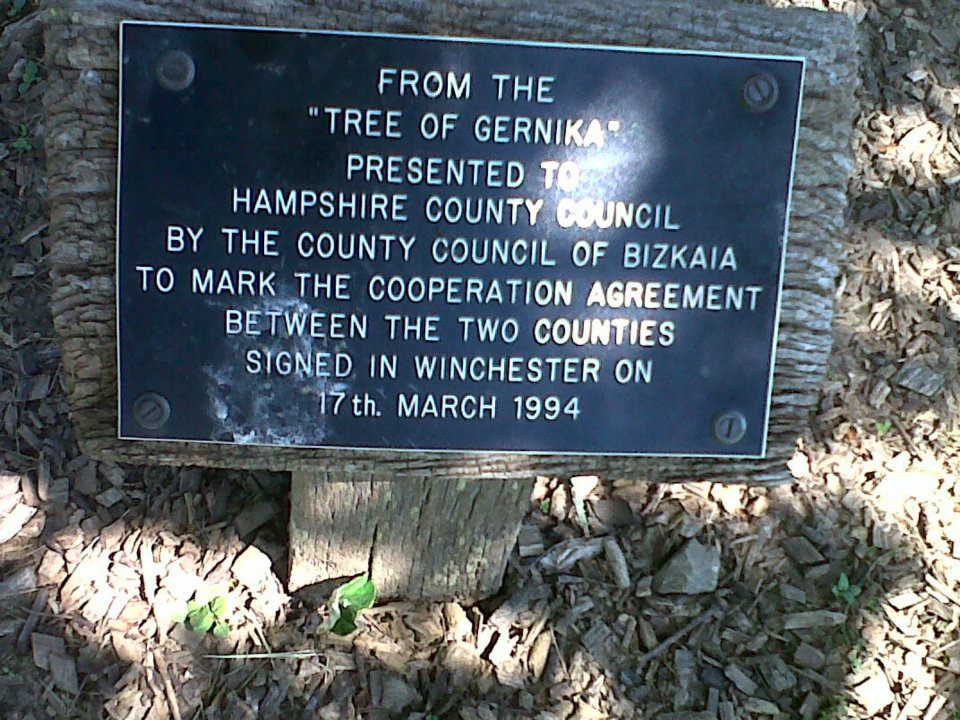 FROM THE
"TREE OF GERNIKA"
PRESENTED TO
HAMPSHIRE COUNTY COUNCIL
BY THE COUNTY COUNCIL OF BIZKAIA
TO MARK THE COOPERATION AGREEMENT
BETWEEN THE TWO COUNTIES
SIGNED IN WINCHESTER ON
17th. MARCH 1994